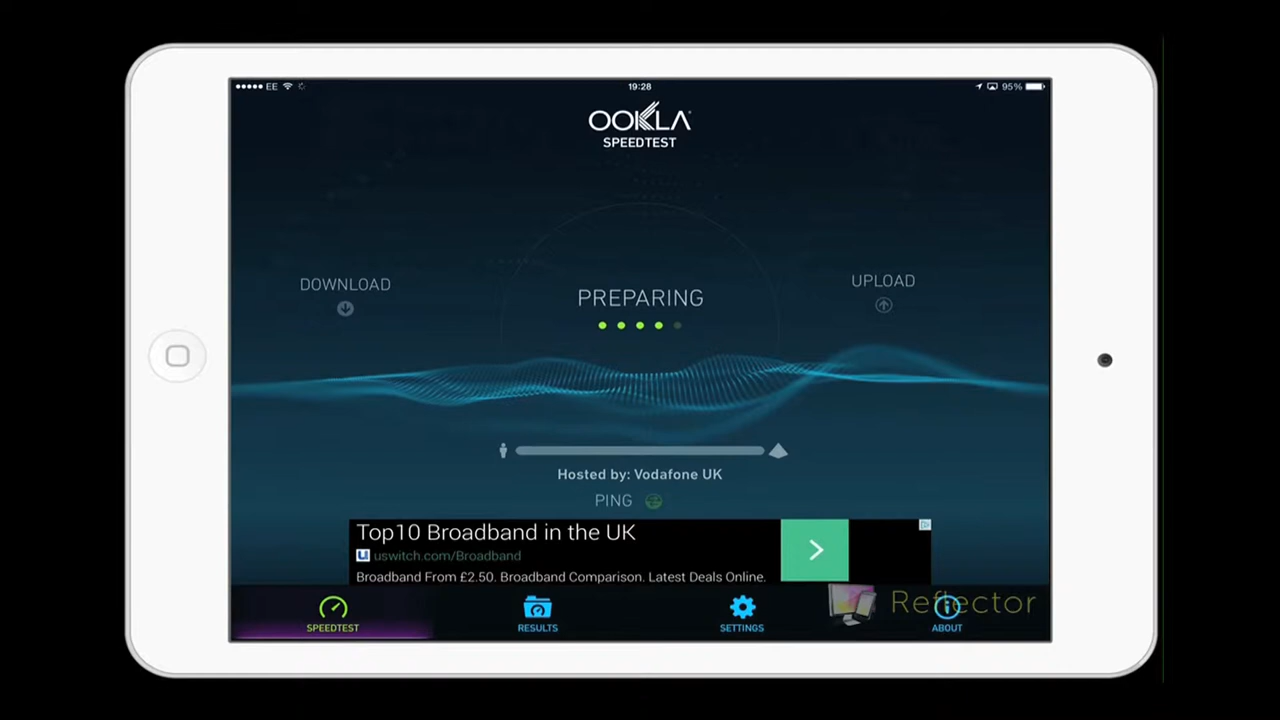 EE
19:28
95%
OOKLA
SPEEDTEST
DOWNLOAD
PREPARING
UPLOAD
Hosted by: Vodafone UK
PING
Top10 Broadband in the UK
uswitch.com/Broadband
Broadband From £2.50. Broadband Comparison. Latest Deals Online.
Reflector
SPEEDTEST
RESULTS
SETTINGS
ABOUT